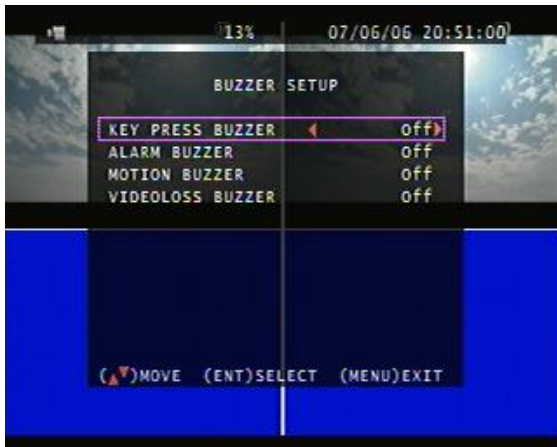 13% 07/06/06 20:51:00
BUZZER SETUP
KEY PRESS BUZZER Off
ALARM BUZZER Off
MOTION BUZZER Off
VIDEOLOSS BUZZER Off
(▲▼)MOVE (ENT)SELECT (MENU)EXIT